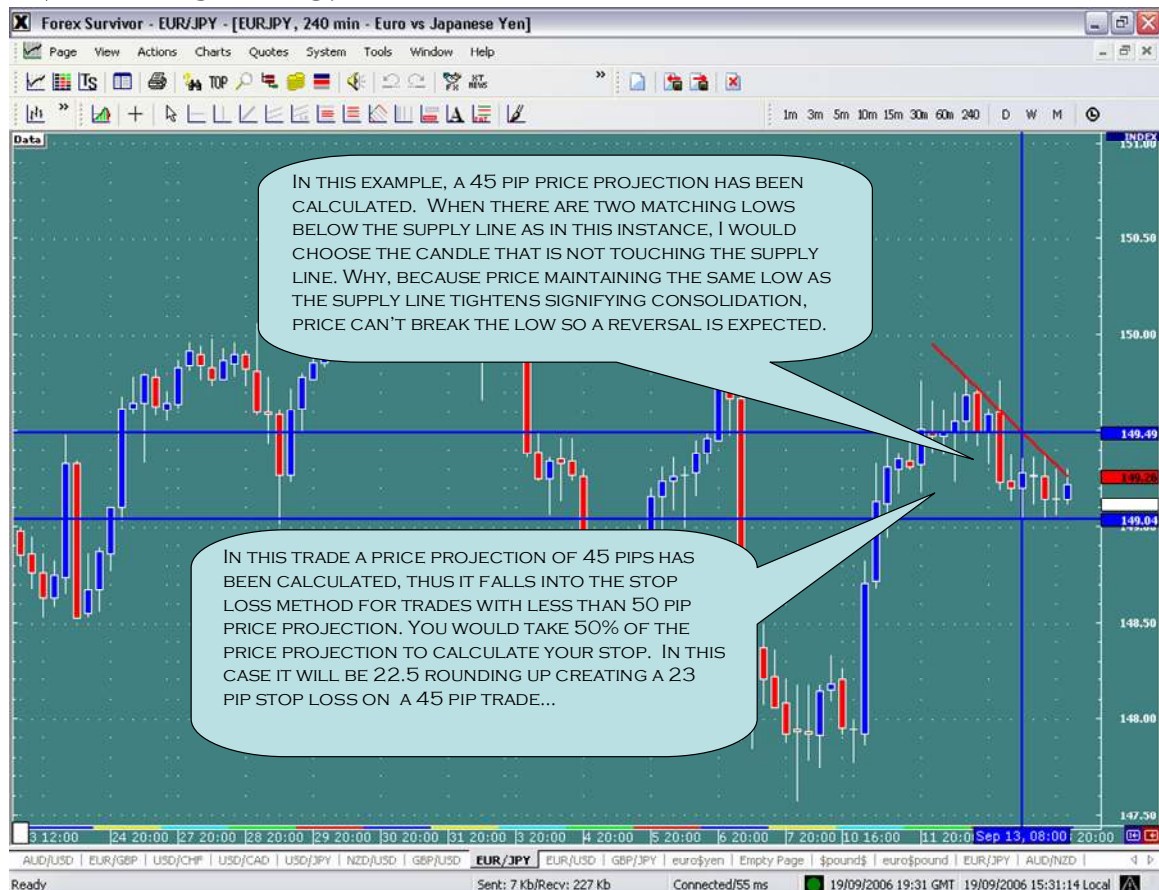 Forex Survivor - EUR/JPY - [EURJPY, 240 min - Euro vs Japanese Yen]
Page View Actions Charts Quotes System Tools Window Help
TS TOP FX KT NEWS »
» A 1m 3m 5m 10m 15m 30m 60m 240 D W M
Data
INDEX
151.00
IN THIS EXAMPLE, A 45 PIP PRICE PROJECTION HAS BEEN
CALCULATED. WHEN THERE ARE TWO MATCHING LOWS
BELOW THE SUPPLY LINE AS IN THIS INSTANCE, I WOULD
CHOOSE THE CANDLE THAT IS NOT TOUCHING THE SUPPLY
LINE. WHY, BECAUSE PRICE MAINTAINING THE SAME LOW AS
THE SUPPLY LINE TIGHTENS SIGNIFYING CONSOLIDATION,
PRICE CAN'T BREAK THE LOW SO A REVERSAL IS EXPECTED.
150.50
150.00
149.49
149.26
149.04
149.00
IN THIS TRADE A PRICE PROJECTION OF 45 PIPS HAS
BEEN CALCULATED, THUS IT FALLS INTO THE STOP
LOSS METHOD FOR TRADES WITH LESS THAN 50 PIP
PRICE PROJECTION. YOU WOULD TAKE 50% OF THE
PRICE PROJECTION TO CALCULATE YOUR STOP. IN THIS
CASE IT WILL BE 22.5 ROUNDING UP CREATING A 23
PIP STOP LOSS ON A 45 PIP TRADE...
148.50
148.00
147.50
3 12:00 24 20:00 27 20:00 28 20:00 29 20:00 30 20:00 31 20:00 3 20:00 4 20:00 5 20:00 6 20:00 7 20:00 10 16:00 11 20:0 Sep 13, 08:00 20:00
AUD/USD | EUR/GBP | USD/CHF | USD/CAD | USD/JPY | NZD/USD | GBP/USD EUR/JPY EUR/USD | GBP/JPY | euro$yen | Empty Page | $pound$ | euro$pound | EUR/JPY | AUD/NZD |
Ready Sent: 7 Kb/Recv: 227 Kb Connected/55 ms 19/09/2006 19:31 GMT 19/09/2006 15:31:14 Local